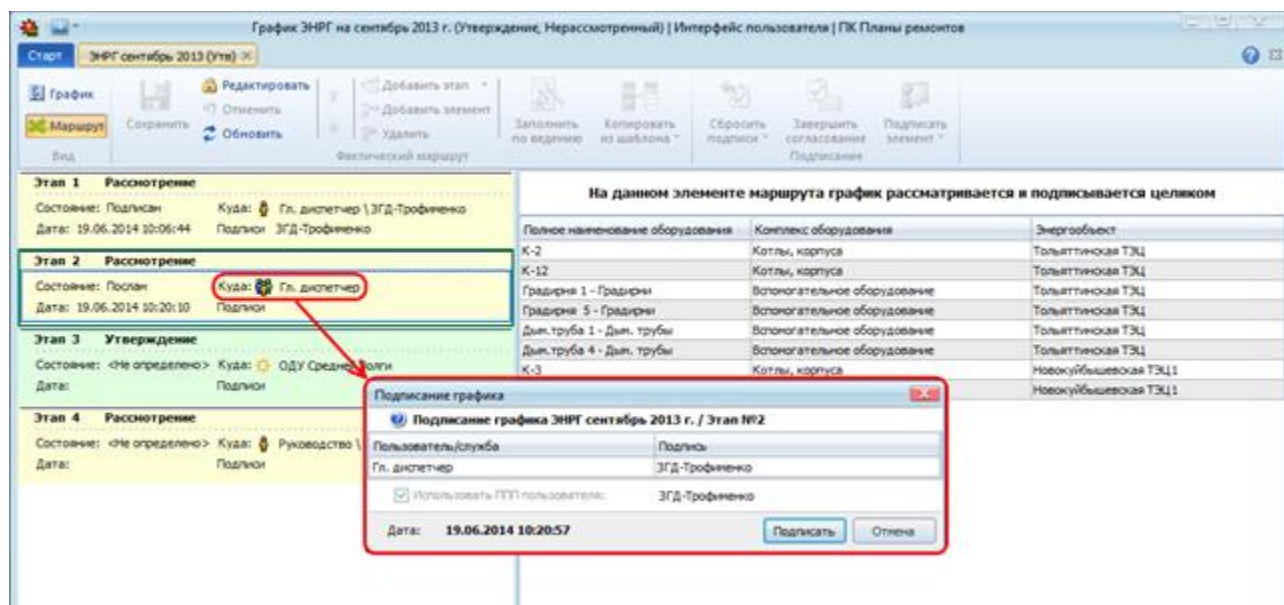 График ЭНРГ на сентябрь 2013 г. (Утверждение, Нерассмотренный) | Интерфейс пользователя | ПК Планы ремонтов
Старт
ЭНРГ сентябрь 2013 (Утв)
График
Маршрут
Вид
Сохранить
Редактировать
Отменить
Обновить
Добавить этап
Добавить элемент
Удалить
Фактический маршрут
Заполнить по ведению
Копировать из шаблона
Сбросить подписи
Завершить согласование
Подписать элемент
Подписание
Этап 1 Рассмотрение
Состояние: Подписан Куда: Гл. диспетчер \ ЗГД-Трофименко
Дата: 19.06.2014 10:06:44 Подписи ЗГД-Трофименко
Этап 2 Рассмотрение
Состояние: Послан Куда: Гл. диспетчер
Дата: 19.06.2014 10:20:10 Подписи
Этап 3 Утверждение
Состояние: <Не определено> Куда: ОДУ Средней Волги
Дата: Подписи
Этап 4 Рассмотрение
Состояние: <Не определено> Куда: Руководство \
Дата: Подписи
На данном элементе маршрута график рассматривается и подписывается целиком
Полное наименование оборудования Комплекс оборудования Энергообъект
К-2 Котлы, корпуса Тольяттинская ТЭЦ
К-12 Котлы, корпуса Тольяттинская ТЭЦ
Градирня 1 - Градирни Вспомогательное оборудование Тольяттинская ТЭЦ
Градирня 5 - Градирни Вспомогательное оборудование Тольяттинская ТЭЦ
Дым.труба 1 - Дым. трубы Вспомогательное оборудование Тольяттинская ТЭЦ
Дым.труба 4 - Дым. трубы Вспомогательное оборудование Тольяттинская ТЭЦ
К-3 Котлы, корпуса Новокуйбышевская ТЭЦ1
Новокуйбышевская ТЭЦ1
Подписание графика
Подписание графика ЭНРГ сентябрь 2013 г. / Этап №2
Пользователь/служба Подпись
Гл. диспетчер ЗГД-Трофименко
Использовать ППП пользователя: ЗГД-Трофименко
Дата: 19.06.2014 10:20:57
Подписать
Отмена